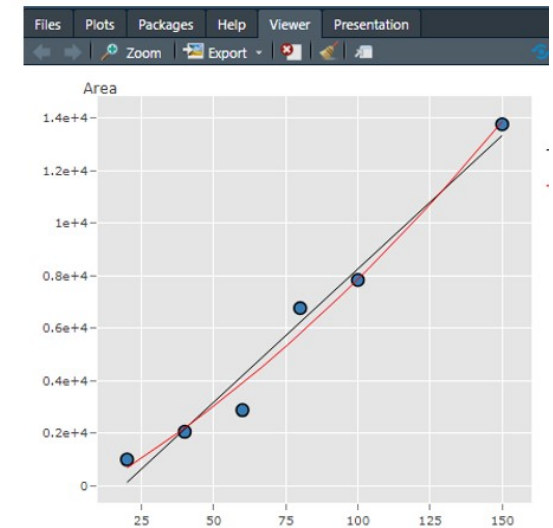 Files Plots Packages Help Viewer Presentation
Zoom Export
Area
1.4e+4
1.2e+4
1e+4
0.8e+4
0.6e+4
0.4e+4
0.2e+4
0
25 50 75 100 125 150